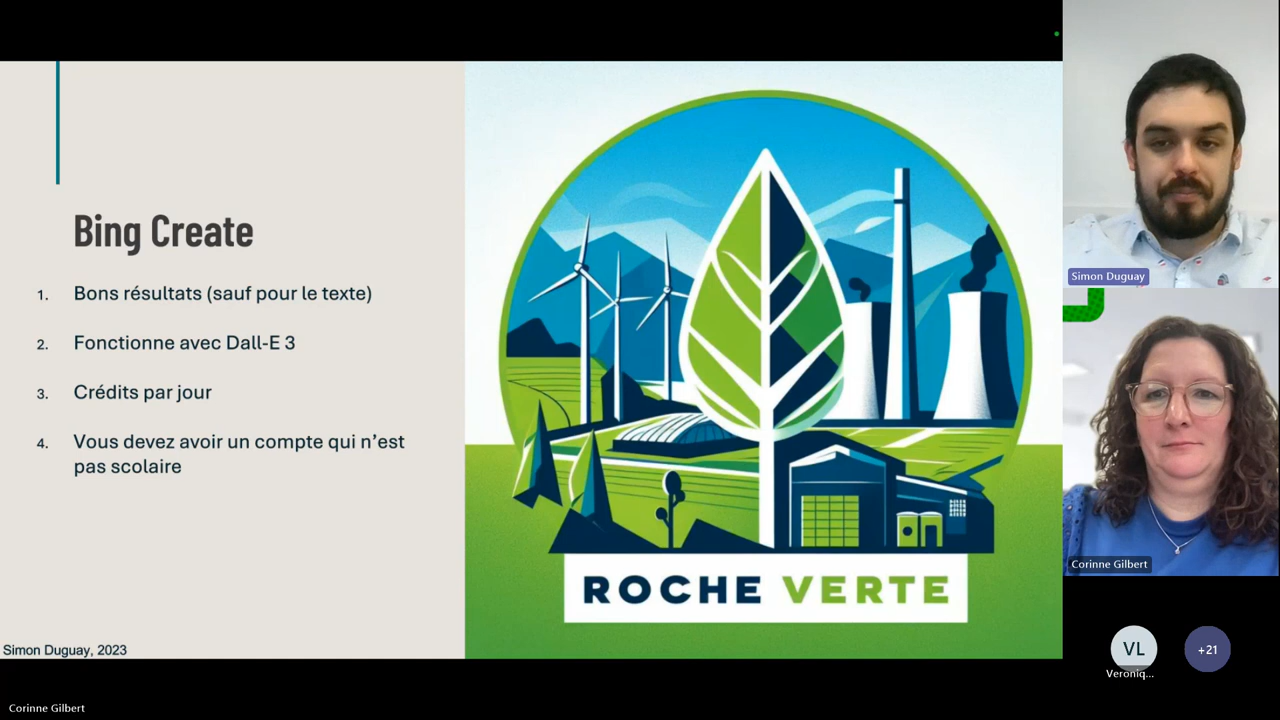 Bing Create
1. Bons résultats (sauf pour le texte)
2. Fonctionne avec Dall-E 3
3. Crédits par jour
4. Vous devez avoir un compte qui n’est
pas scolaire
ROCHE VERTE
Simon Duguay, 2023
Corinne Gilbert
Simon Duguay
Corinne Gilbert
VL
Veroniq...
+21